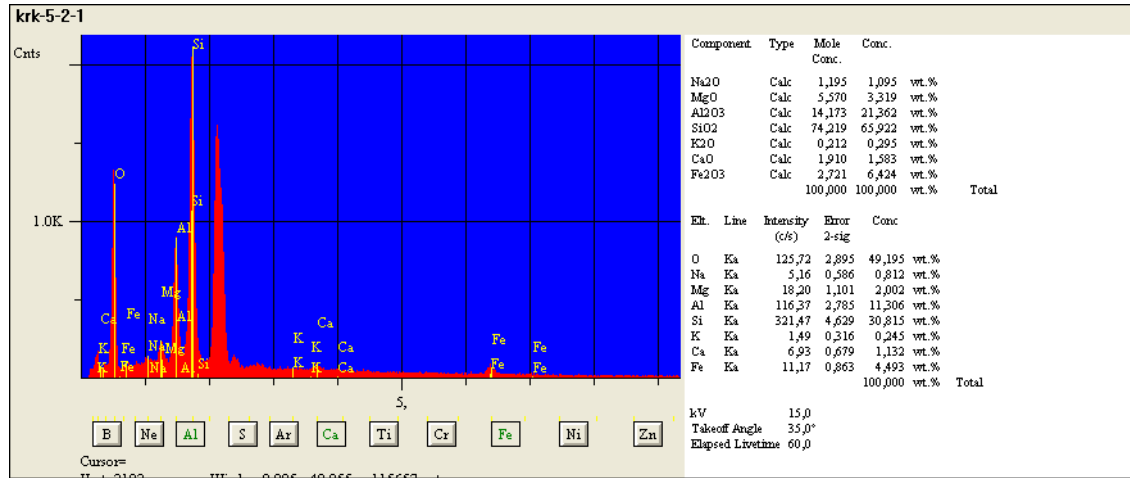 krk-5-2-1
Cnts
Si
O
1.0K
Si
Al
Mg
Ca
Fe
Na
Al
K
Fe
Na
Mg
K
Fe
Na
Al
Si
Ca
K
K
Ca
K
K
Ca
Fe
Fe
Fe
Fe
5,
B Ne Al S Ar Ca Ti Cr Fe Ni Zn
Cursor=
Component Type Mole Conc.
Conc.
Na2O Calc 1,195 1,095 wt.%
MgO Calc 5,570 3,319 wt.%
Al2O3 Calc 14,173 21,362 wt.%
SiO2 Calc 74,219 65,922 wt.%
K2O Calc 0,212 0,295 wt.%
CaO Calc 1,910 1,583 wt.%
Fe2O3 Calc 2,721 6,424 wt.%
100,000 100,000 wt.% Total
Elt. Line Intensity Error Conc
(c/s) 2-sig
O Ka 125,72 2,895 49,195 wt.%
Na Ka 5,16 0,586 0,812 wt.%
Mg Ka 18,20 1,101 2,002 wt.%
Al Ka 116,37 2,785 11,306 wt.%
Si Ka 321,47 4,629 30,815 wt.%
K Ka 1,49 0,316 0,245 wt.%
Ca Ka 6,93 0,679 1,132 wt.%
Fe Ka 11,17 0,863 4,493 wt.%
100,000 wt.% Total
kV 15,0
Takeoff Angle 35,0°
Elapsed Livetime 60,0